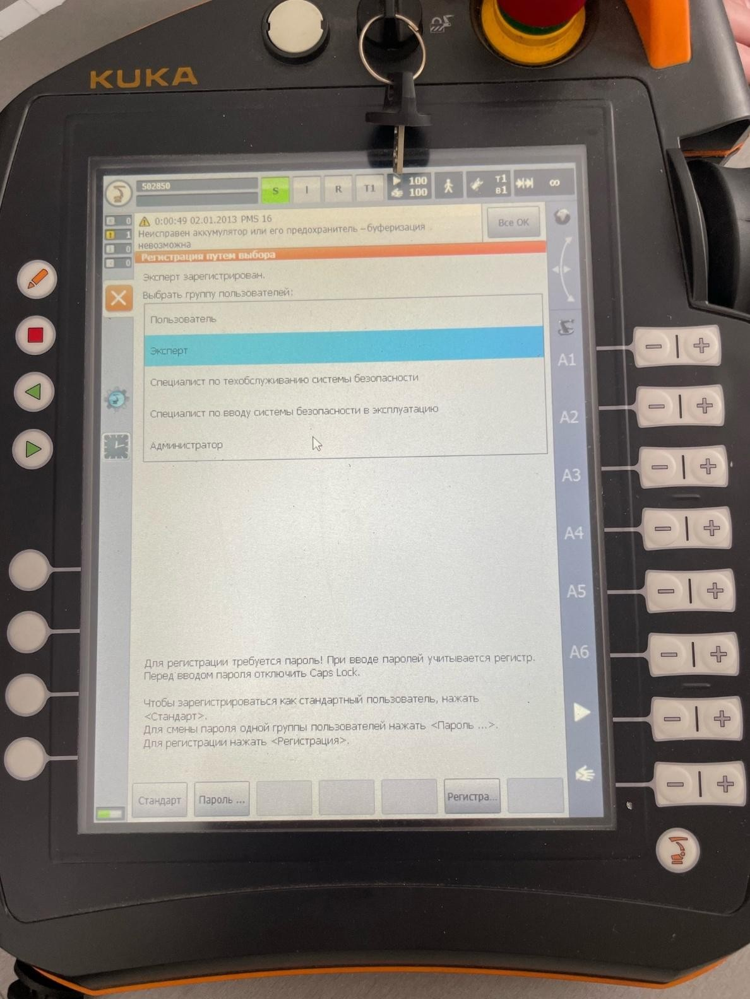 KUKA
502850
S I R T1
100
100
T1
B1
∞
0
1
0
0
0:00:49 02.01.2013 PMS 16
Неисправен аккумулятор или его предохранитель – буферизация
невозможна
Все OK
Регистрация путем выбора
Эксперт зарегистрирован.
Выбрать группу пользователей:
Пользователь
Эксперт
Специалист по техобслуживанию системы безопасности
Специалист по вводу системы безопасности в эксплуатацию
Администратор
A1
A2
A3
A4
A5
A6
Для регистрации требуется пароль! При вводе паролей учитывается регистр.
Перед вводом пароля отключить Caps Lock.
Чтобы зарегистрироваться как стандартный пользователь, нажать
<Стандарт>.
Для смены пароля одной группы пользователей нажать <Пароль ...>.
Для регистрации нажать <Регистрация>.
Стандарт
Пароль ...
Регистра...